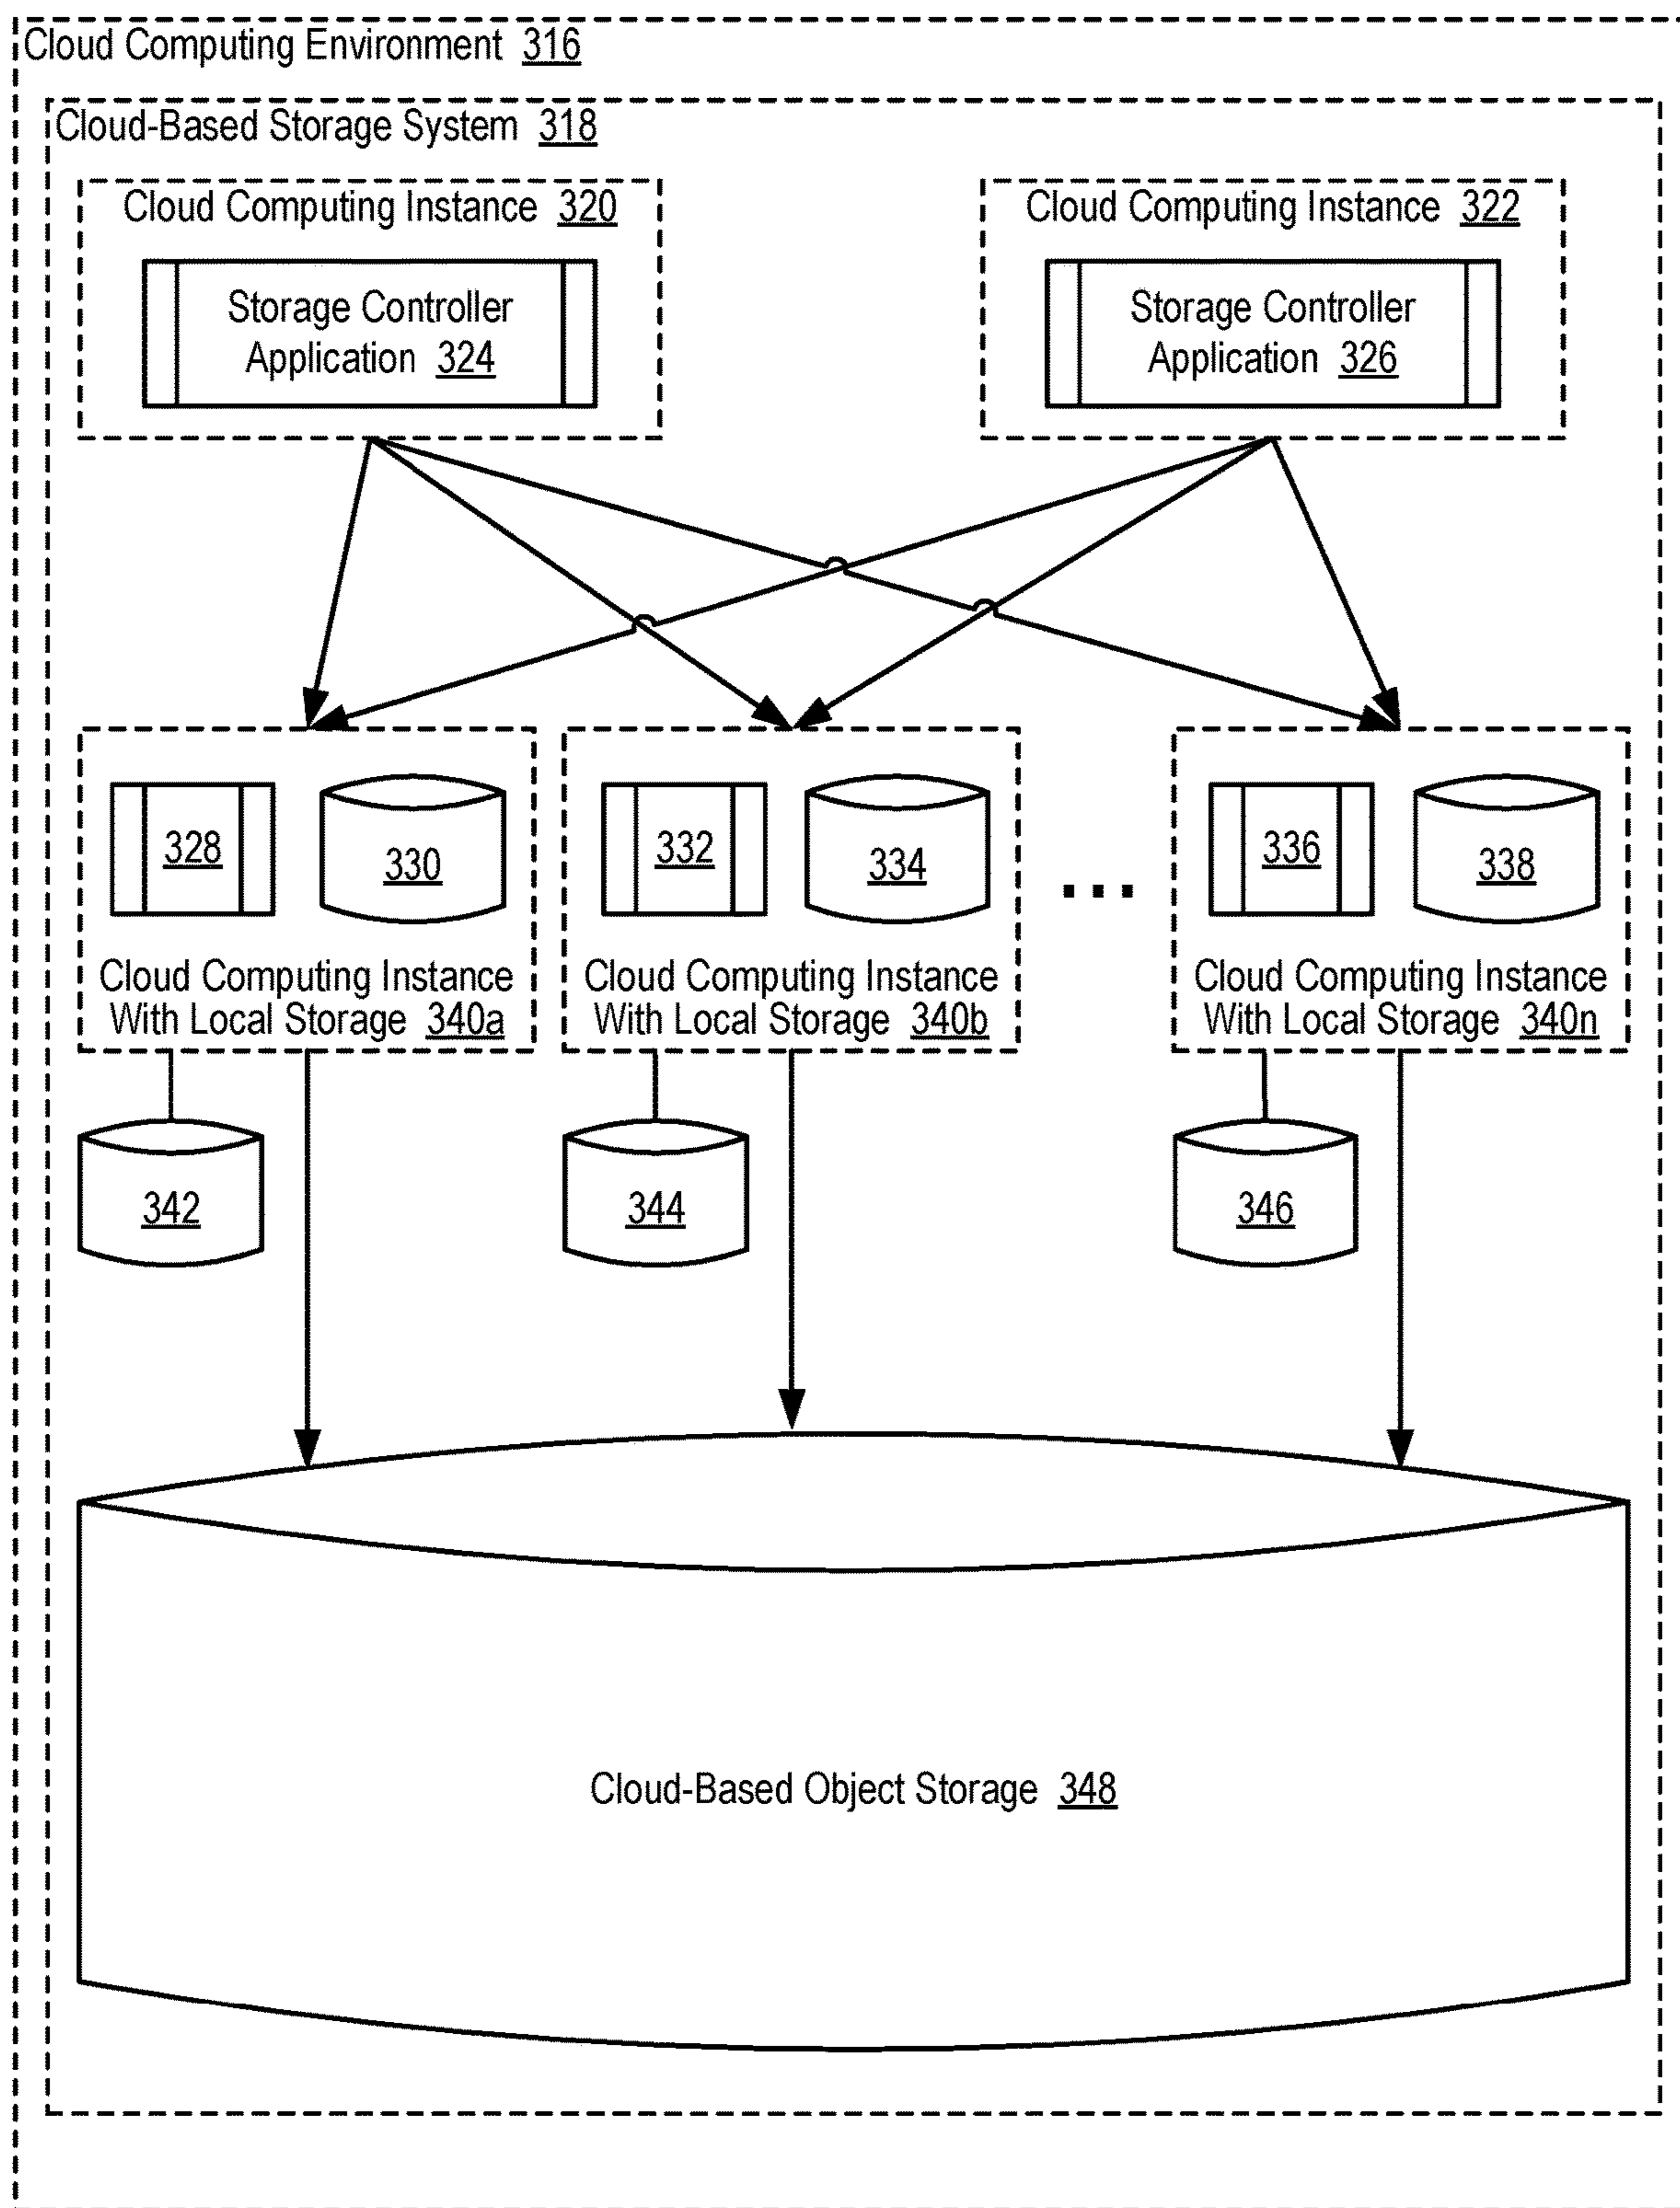 Cloud Computing Environment 316
Cloud-Based Storage System 318
Cloud Computing Instance 320
Storage Controller
Application 324
Cloud Computing Instance 322
Storage Controller
Application 326
328
330
Cloud Computing Instance
With Local Storage 340a
332
334
Cloud Computing Instance
With Local Storage 340b
...
336
338
Cloud Computing Instance
With Local Storage 340n
342
344
346
Cloud-Based Object Storage 348